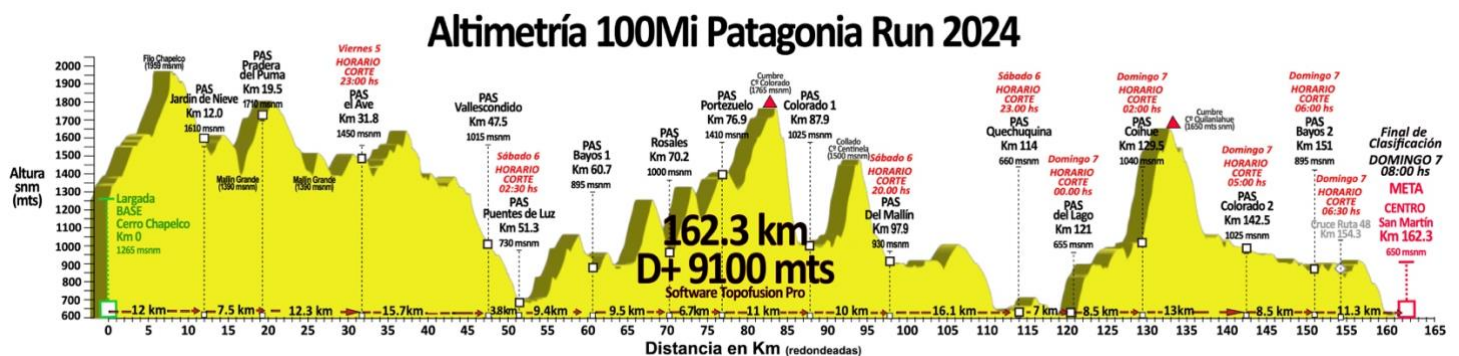 Altimetría 100Mi Patagonia Run 2024
Altura
snm
(mts)
2000
1900
1800
1700
1600
1500
1400
1300
1200
1100
1000
900
800
700
600
Largada
BASE
Cerro Chapelco
Km 0
1265 msnm
Filo Chapelco
(1959 msnm)
PAS
Jardin de Nieve
Km 12.0
1610 msnm
PAS
Pradera
del Puma
Km 19.5
1710 msnm
Mallin Grande
(1390 msnm)
Mallin Grande
(1390 msnm)
Viernes 5
HORARIO
CORTE
23:00 hs
PAS
el Ave
Km 31.8
1450 msnm
PAS
Vallescondido
Km 47.5
1015 msnm
Sábado 6
HORARIO
CORTE
02:30 hs
PAS
Puentes de Luz
Km 51.3
730 msnm
PAS
Bayos 1
Km 60.7
895 msnm
PAS
Rosales
Km 70.2
1000 msnm
PAS
Portezuelo
Km 76.9
1410 msnm
Cumbre
Cº Colorado
(1765 msnm)
PAS
Colorado 1
Km 87.9
1025 msnm
Collado
Cº Centinela
(1500 msnm)
Sábado 6
HORARIO
CORTE
20.00 hs
PAS
Del Mallín
Km 97.9
930 msnm
162.3 km
D+ 9100 mts
Software Topofusion Pro
Sábado 6
HORARIO
CORTE
23.00 hs
PAS
Quechuquina
Km 114
660 msnm
Domingo 7
HORARIO
CORTE
00.00 hs
PAS
del Lago
Km 121
655 msnm
Domingo 7
HORARIO
CORTE
02:00 hs
PAS
Coihue
Km 129.5
1040 msnm
Cumbre
Cº Quilanlahue
(1650 mts snm)
Domingo 7
HORARIO
CORTE
05:00 hs
PAS
Colorado 2
Km 142.5
1025 msnm
Domingo 7
HORARIO
CORTE
06:00 hs
PAS
Bayos 2
Km 151
895 msnm
Domingo 7
HORARIO
CORTE
06:30 hs
Cruce Ruta 48
Km 154.3
Final de
Clasificación
DOMINGO 7
08:00 hs
META
CENTRO
San Martín
Km 162.3
650 msnm
12 km 7.5 km 12.3 km 15.7km 3.8km 9.4km 9.5 km 6.7km 11 km 10 km 16.1 km 7 km 8.5 km 13km 8.5 km 11.3 km
0 5 10 15 20 25 30 35 40 45 50 55 60 65 70 75 80 85 90 95 100 105 110 115 120 125 130 135 140 145 150 155 160 165
Distancia en Km (redondeadas)